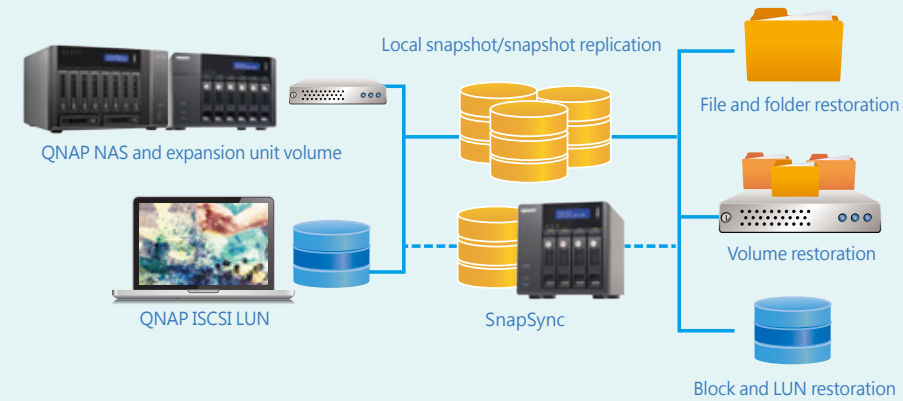 Local snapshot/snapshot replication
File and folder restoration
QNAP NAS and expansion unit volume
Volume restoration
QNAP ISCSI LUN
SnapSync
Block and LUN restoration